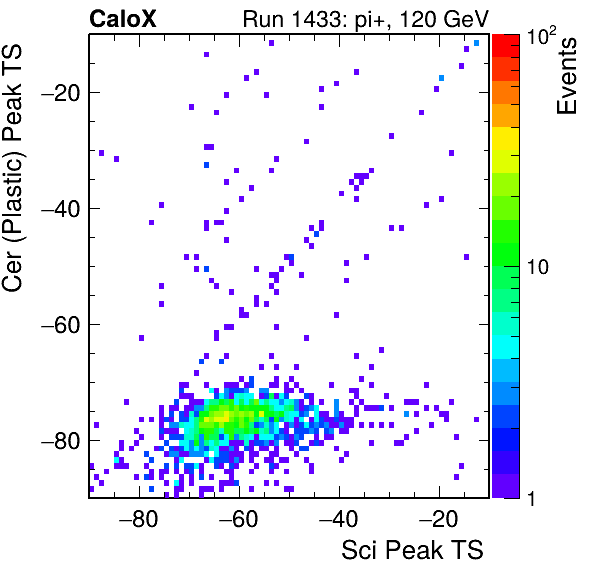 CaloX Run 1433: pi+, 120 GeV
Cer (Plastic) Peak TS
−20
−40
−60
−80
−80 −60 −40 −20
Sci Peak TS
10²
10
1
Events